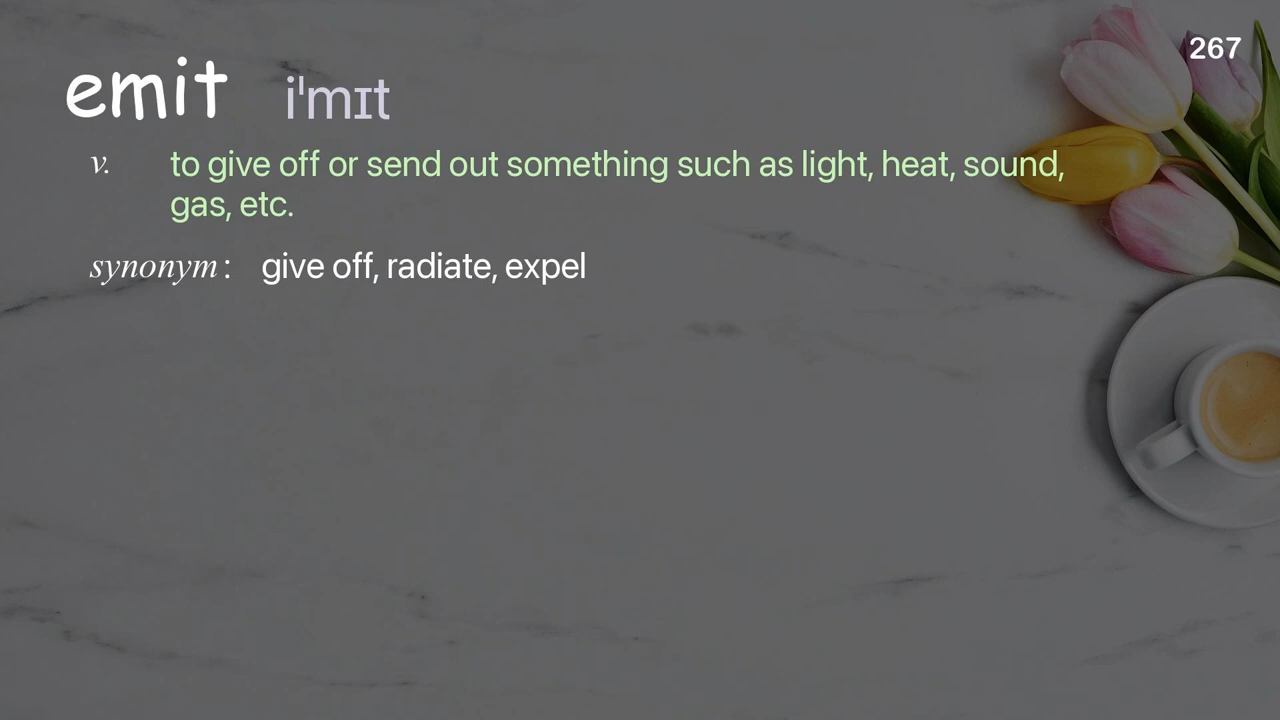 267
emit iˈmɪt
v. to give off or send out something such as light, heat, sound,
gas, etc.
synonym: give off, radiate, expel